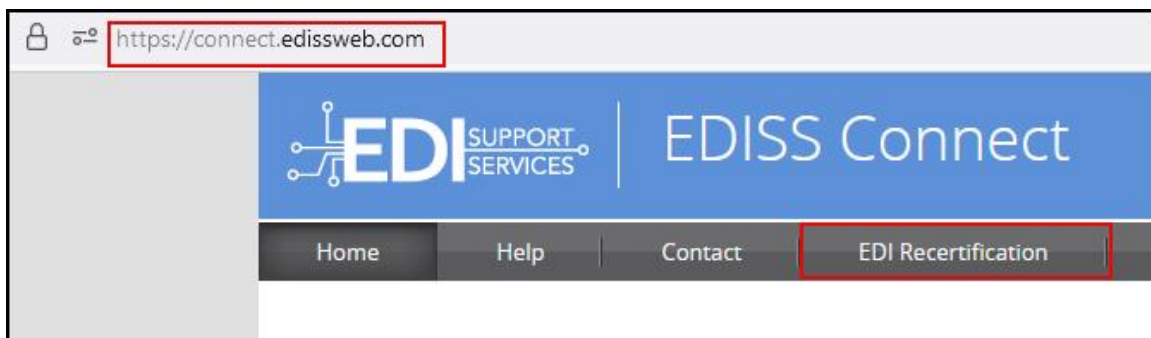 https://connect.edissweb.com
EDI SUPPORT SERVICES
EDISS Connect
Home Help Contact EDI Recertification